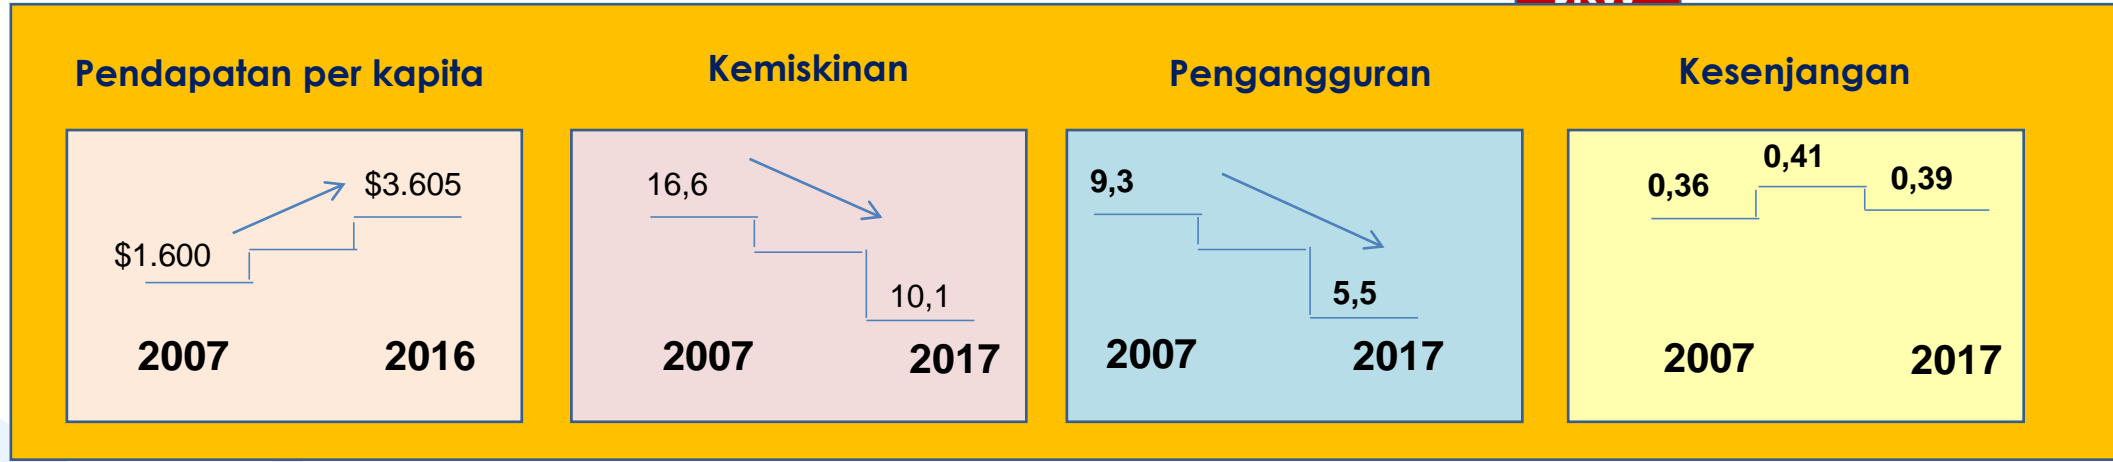 Pendapatan per kapita
$1.600
$3.605
2007 2016
Kemiskinan
16,6
10,1
2007 2017
Pengangguran
9,3
5,5
2007 2017
Kesenjangan
0,36 0,41 0,39
2007 2017